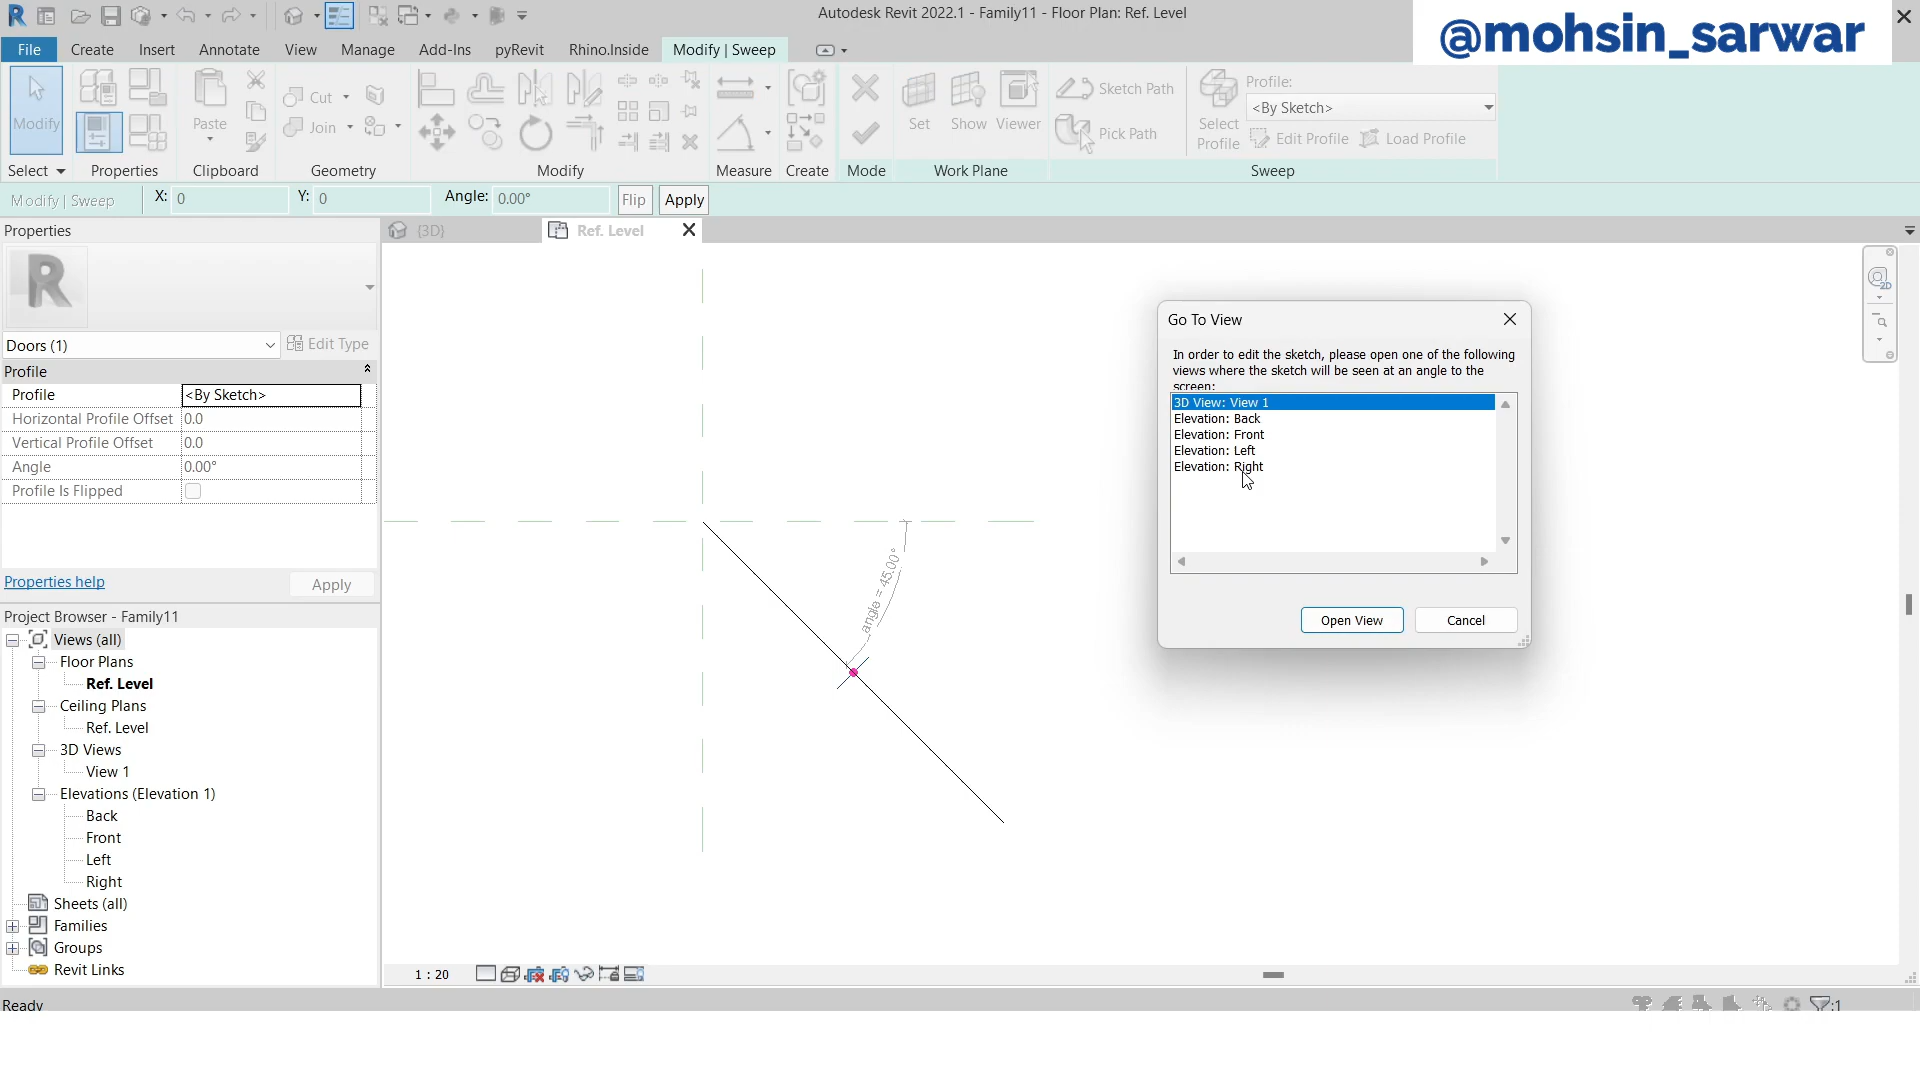 Autodesk Revit 2022.1 - Family11 - Floor Plan: Ref. Level
@mohsin_sarwar
File
Create
Insert
Annotate
View
Manage
Add-Ins
pyRevit
Rhino.Inside
Modify | Sweep
Modify
Paste
Cut
Join
Set
Show
Viewer
Sketch Path
Pick Path
Select
Profile
Profile:
<By Sketch>
Edit Profile
Load Profile
Select
Properties
Clipboard
Geometry
Modify
Measure
Create
Mode
Work Plane
Sweep
Modify | Sweep
X:
0
Y:
0
Angle:
0.00°
Flip
Apply
Properties
{3D}
Ref. Level
R
Doors (1)
Edit Type
Profile
Profile
<By Sketch>
Horizontal Profile Offset
0.0
Vertical Profile Offset
0.0
Angle
0.00°
Profile Is Flipped
Properties help
Apply
Project Browser - Family11
Views (all)
Floor Plans
Ref. Level
Ceiling Plans
Ref. Level
3D Views
View 1
Elevations (Elevation 1)
Back
Front
Left
Right
Sheets (all)
Families
Groups
Revit Links
angle = 45.00°
Go To View
In order to edit the sketch, please open one of the following
views where the sketch will be seen at an angle to the
screen:
3D View: View 1
Elevation: Back
Elevation: Front
Elevation: Left
Elevation: Right
Open View
Cancel
2D
1 : 20
Ready
:1